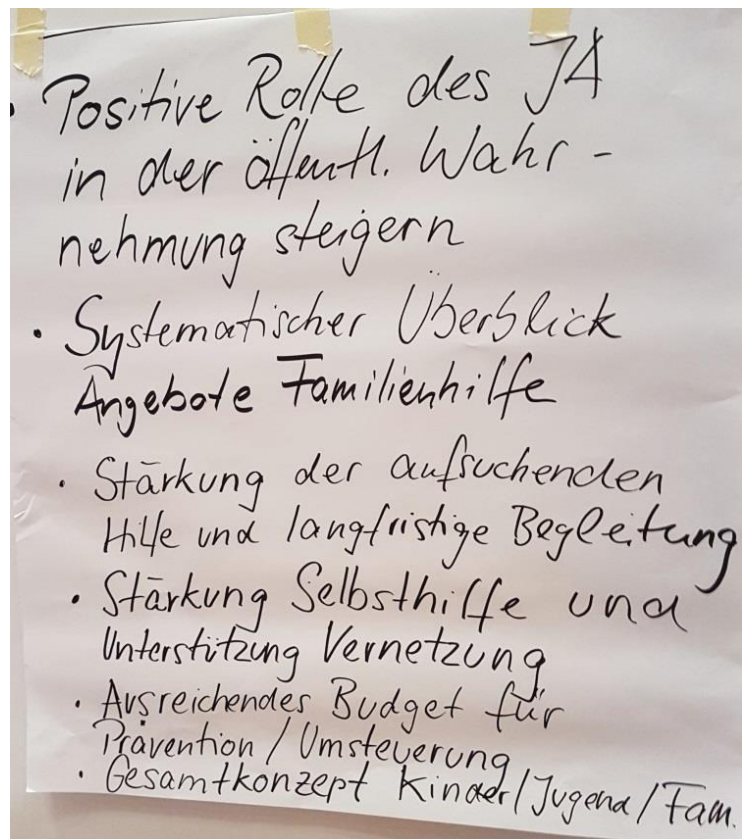 • Positive Rolle des JA
in der öffentl. Wahr-
nehmung steigern
• Systematischer Überblick
Angebote Familienhilfe
• Stärkung der aufsuchenden
Hilfe und langfristige Begleitung
• Stärkung Selbsthilfe und
Unterstützung Vernetzung
• Ausreichendes Budget für
Prävention / Umsteuerung
• Gesamtkonzept Kinder/Jugend/Fam.